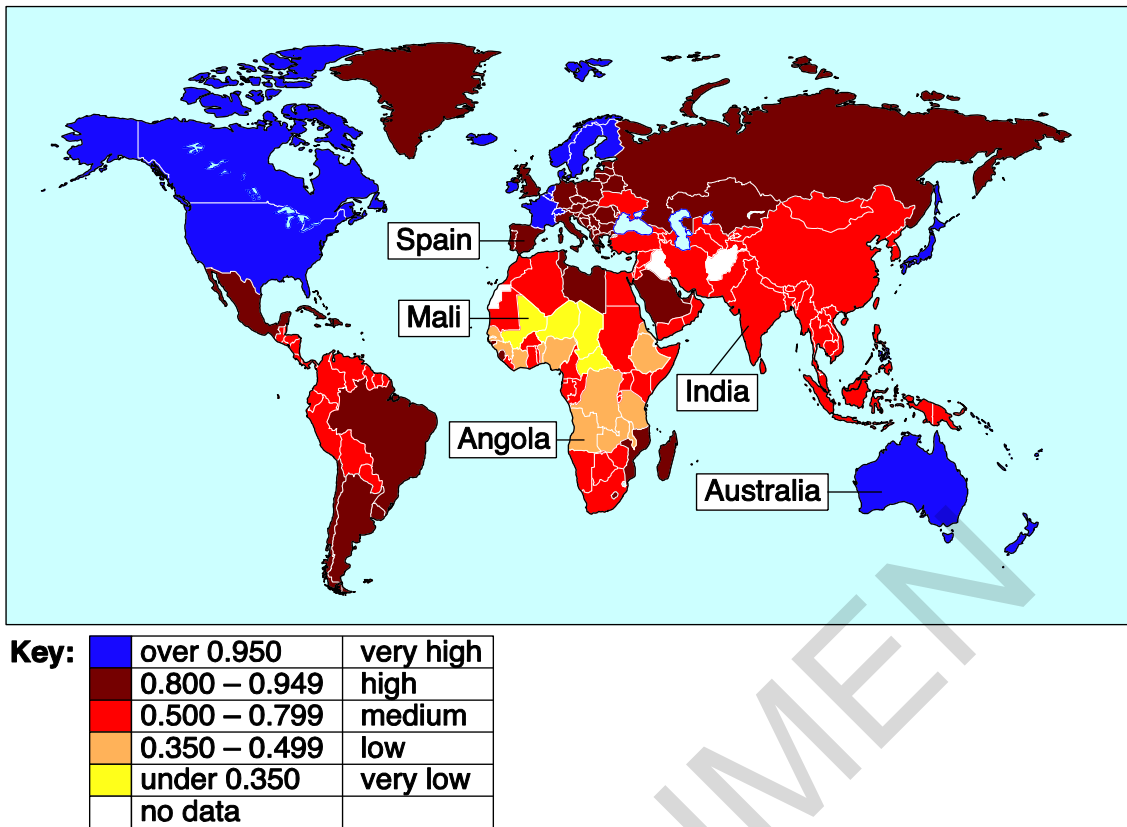 Spain
Mali
India
Angola
Australia
Key:
over 0.950 very high
0.800 – 0.949 high
0.500 – 0.799 medium
0.350 – 0.499 low
under 0.350 very low
no data
IMEN